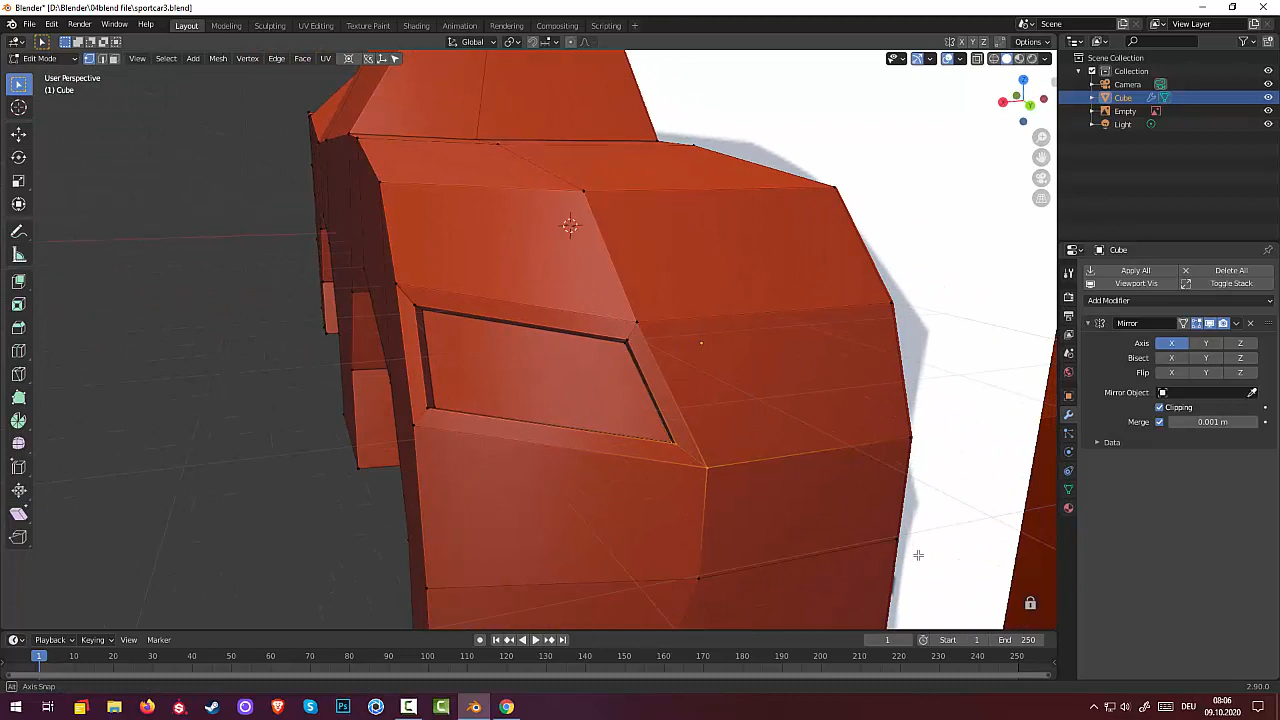 Blender* [D:\Blender\04blend files\sportcar3.blend]
File Edit Render Window Help Layout Modeling Sculpting UV Editing Texture Paint Shading Animation Rendering Compositing Scripting Scene View Layer
Global X Y Z Options
Edit Mode View Select Add Mesh Vertex UV
User Perspective
(1) Cube
Scene Collection
Collection
Camera
Cube
Empty
Light
Cube
Apply All Delete All
Viewport Vis Toggle Stack
Add Modifier
Mirror
Axis X Y Z
Bisect X Y Z
Flip X Y Z
Mirror Object
Clipping
Merge 0.001 m
Data
Playback Keying View Marker 1 Start 1 End 250
1 10 20 30 40 50 60 70 80 90 100 110 120 130 140 150 160 170 180 190 200 210 220 230 240 250
Axis Snap 2.90.0
DEU 08:06
09.10.2020